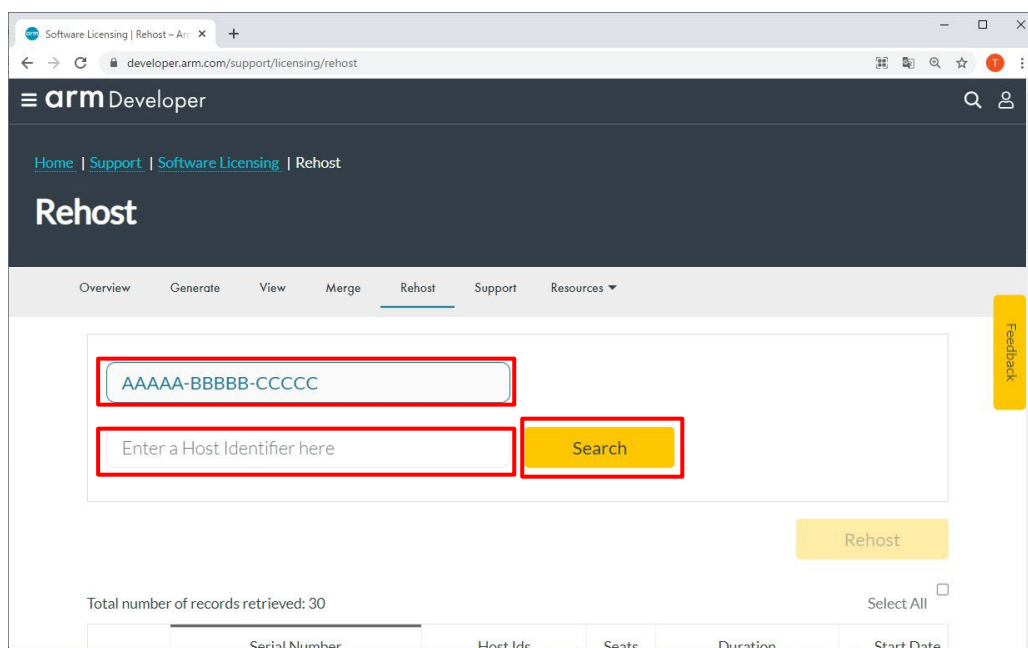 Software Licensing | Rehost – Arr
developer.arm.com/support/licensing/rehost
T
arm Developer
Home | Support | Software Licensing | Rehost
Rehost
Overview Generate View Merge Rehost Support Resources
Feedback
AAAAA-BBBBB-CCCCC
Enter a Host Identifier here
Search
Rehost
Total number of records retrieved: 30
Select All
Serial Number Host Ids Seats Duration Start Date